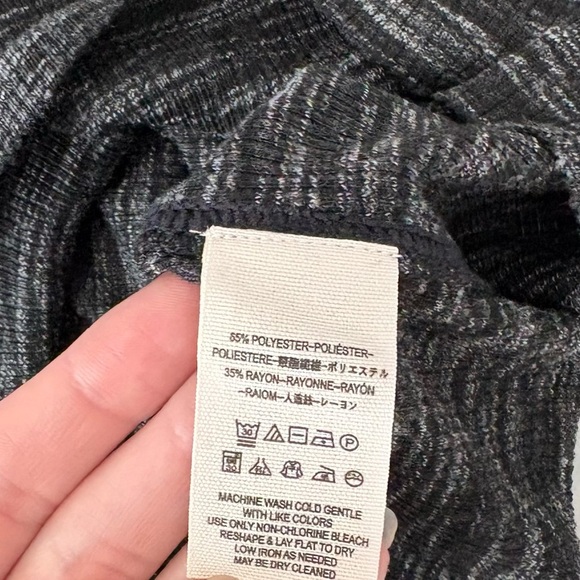 65% POLYESTER–POLIÉSTER–
POLIESTERE–聚酯纖維–ポリエステル
35% RAYON–RAYONNE–RAYÓN
–RAIOM–人造絲–レーヨン
30
P
MACHINE WASH COLD GENTLE
WITH LIKE COLORS
USE ONLY NON-CHLORINE BLEACH
RESHAPE & LAY FLAT TO DRY
LOW IRON AS NEEDED
MAY BE DRY CLEANED